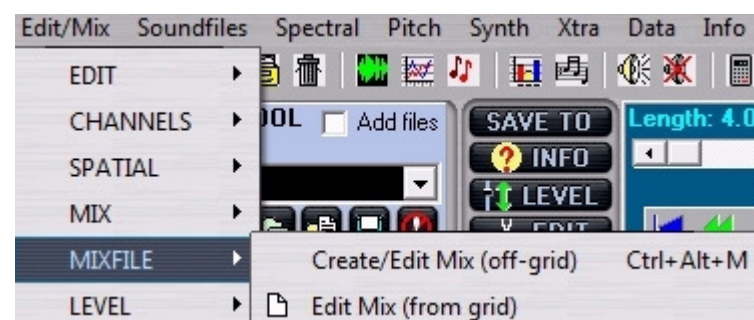 Edit/Mix Soundfiles Spectral Pitch Synth Xtra Data Info
EDIT
CHANNELS
SPATIAL
MIX
MIXFILE
LEVEL
Add files
SAVE TO
INFO
LEVEL
EDIT
Length: 4.0
Create/Edit Mix (off-grid) Ctrl+Alt+M
Edit Mix (from grid)